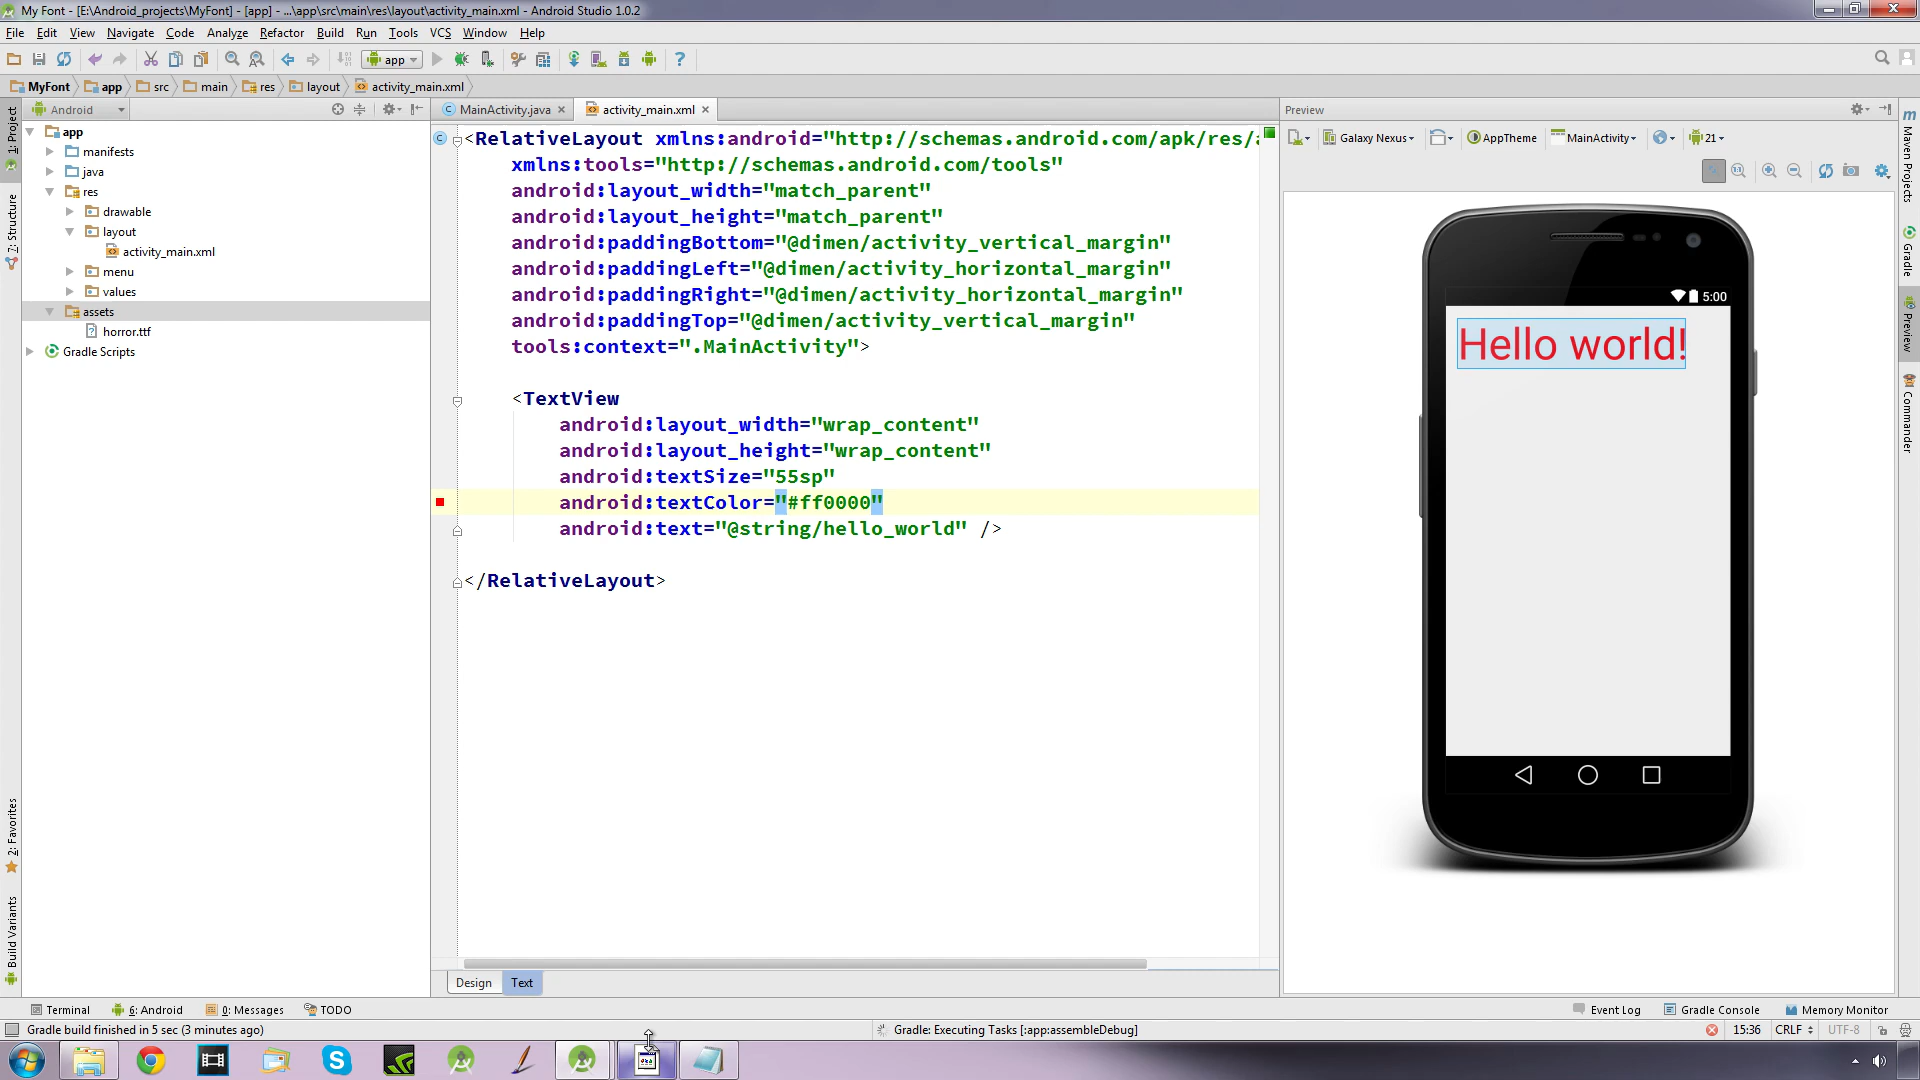 My Font - [E:\Android_projects\MyFont] - [app] - ...\app\src\main\res\layout\activity_main.xml - Android Studio 1.0.2
File Edit View Navigate Code Analyze Refactor Build Run Tools VCS Window Help
app
MyFont app src main res layout activity_main.xml
Android
MainActivity.java activity_main.xml
Preview
1: Project
7: Structure
2: Favorites
Build Variants
app
manifests
java
res
drawable
layout
activity_main.xml
menu
values
assets
horror.ttf
Gradle Scripts
<RelativeLayout xmlns:android="http://schemas.android.com/apk/res/
xmlns:tools="http://schemas.android.com/tools"
android:layout_width="match_parent"
android:layout_height="match_parent"
android:paddingBottom="@dimen/activity_vertical_margin"
android:paddingLeft="@dimen/activity_horizontal_margin"
android:paddingRight="@dimen/activity_horizontal_margin"
android:paddingTop="@dimen/activity_vertical_margin"
tools:context=".MainActivity">
<TextView
android:layout_width="wrap_content"
android:layout_height="wrap_content"
android:textSize="55sp"
android:textColor="#ff0000"
android:text="@string/hello_world" />
</RelativeLayout>
Design Text
Galaxy Nexus AppTheme MainActivity 21
5:00
Hello world!
Maven Projects
Gradle
Preview
Commander
Terminal 6: Android 0: Messages TODO
Event Log Gradle Console Memory Monitor
Gradle build finished in 5 sec (3 minutes ago)
Gradle: Executing Tasks [:app:assembleDebug]
15:36 CRLF UTF-8